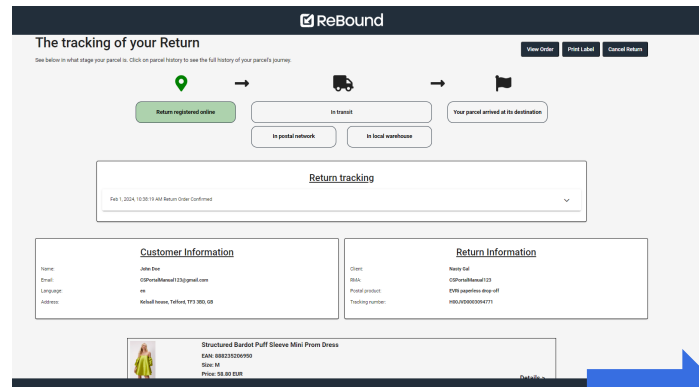 ReBound
The tracking of your Return
View Order
Print Label
Cancel Return
See below in what stage your parcel is. Click on parcel history to see the full history of your parcel's journey.
Return registered online
In transit
Your parcel arrived at its destination
In postal network
In local warehouse
Return tracking
Feb 1, 2024, 10:38:19 AM Return Order Confirmed
Customer Information
Name: John Doe
Email: CSPortalManual123@gmail.com
Language: en
Address: Kelsall house, Telford, TF3 3BD, GB
Return Information
Client: Nasty Gal
RMA: CSPortalManual123
Postal product: EVRi paperless drop-off
Tracking number: H00JVD0003094771
Structured Bardot Puff Sleeve Mini Prom Dress
EAN: 888235206950
Size: M
Price: 58.80 EUR
Details >